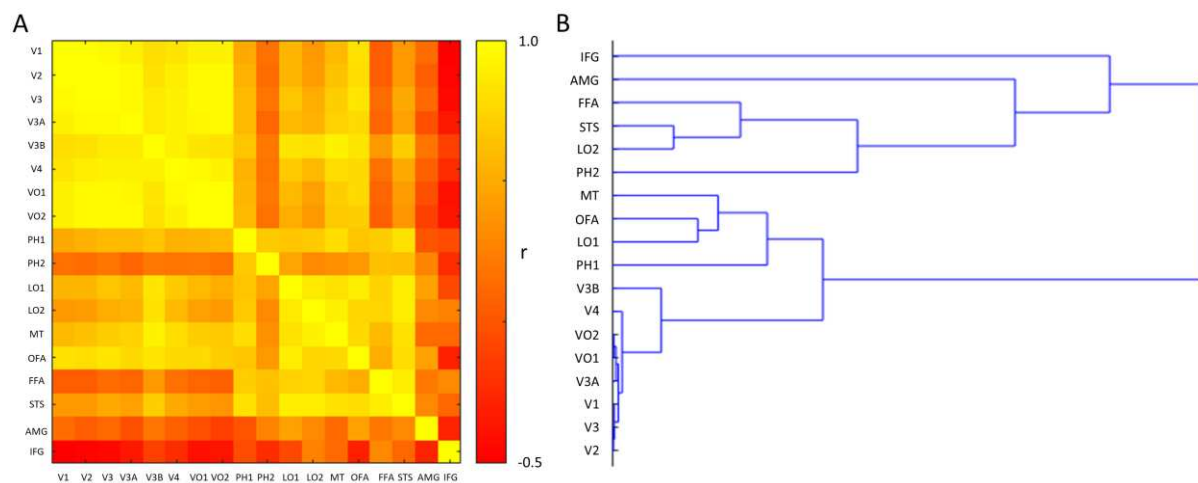 A
V1
V2
V3
V3A
V3B
V4
VO1
VO2
PH1
PH2
LO1
LO2
MT
OFA
FFA
STS
AMG
IFG
V1 V2 V3 V3A V3B V4 VO1 VO2 PH1 PH2 LO1 LO2 MT OFA FFA STS AMG IFG
1.0
r
-0.5
B
IFG
AMG
FFA
STS
LO2
PH2
MT
OFA
LO1
PH1
V3B
V4
VO2
VO1
V3A
V1
V3
V2